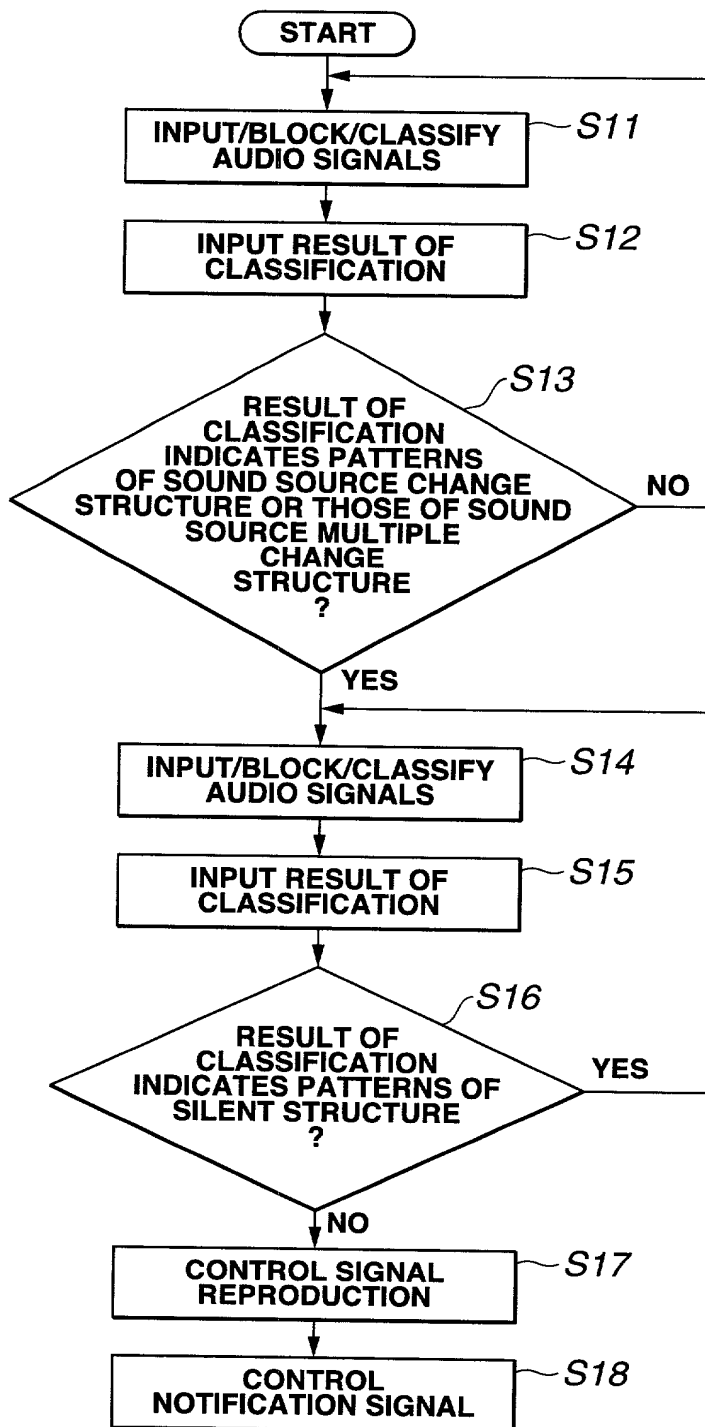 START
INPUT/BLOCK/CLASSIFY
AUDIO SIGNALS
S11
INPUT RESULT OF
CLASSIFICATION
S12
RESULT OF
CLASSIFICATION
INDICATES PATTERNS
OF SOUND SOURCE CHANGE
STRUCTURE OR THOSE OF SOUND
SOURCE MULTIPLE
CHANGE
STRUCTURE
?
S13
NO
YES
INPUT/BLOCK/CLASSIFY
AUDIO SIGNALS
S14
INPUT RESULT OF
CLASSIFICATION
S15
RESULT OF
CLASSIFICATION
INDICATES PATTERNS OF
SILENT STRUCTURE
?
S16
YES
NO
CONTROL SIGNAL
REPRODUCTION
S17
CONTROL
NOTIFICATION SIGNAL
S18